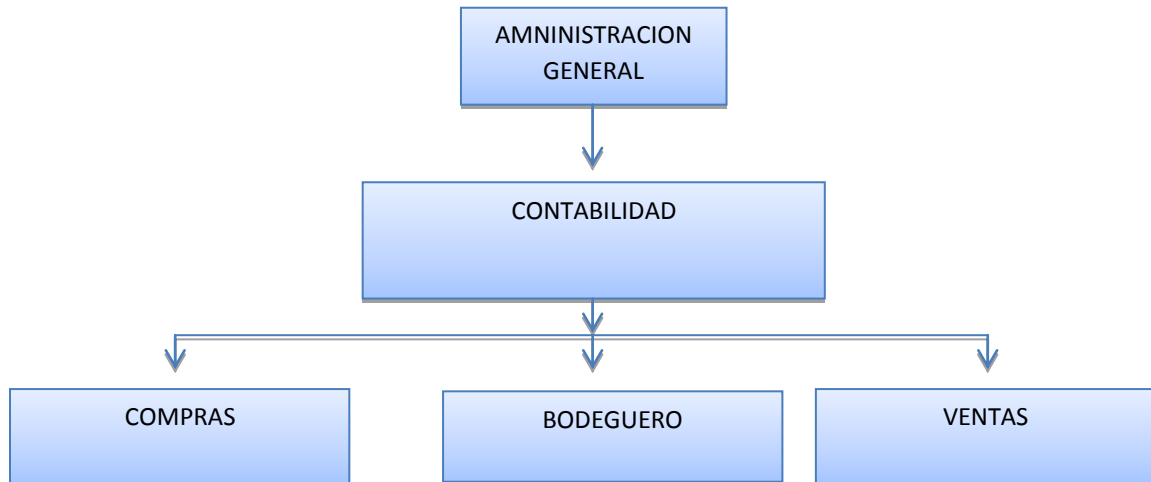 AMNINISTRACION
GENERAL
CONTABILIDAD
COMPRAS
BODEGUERO
VENTAS